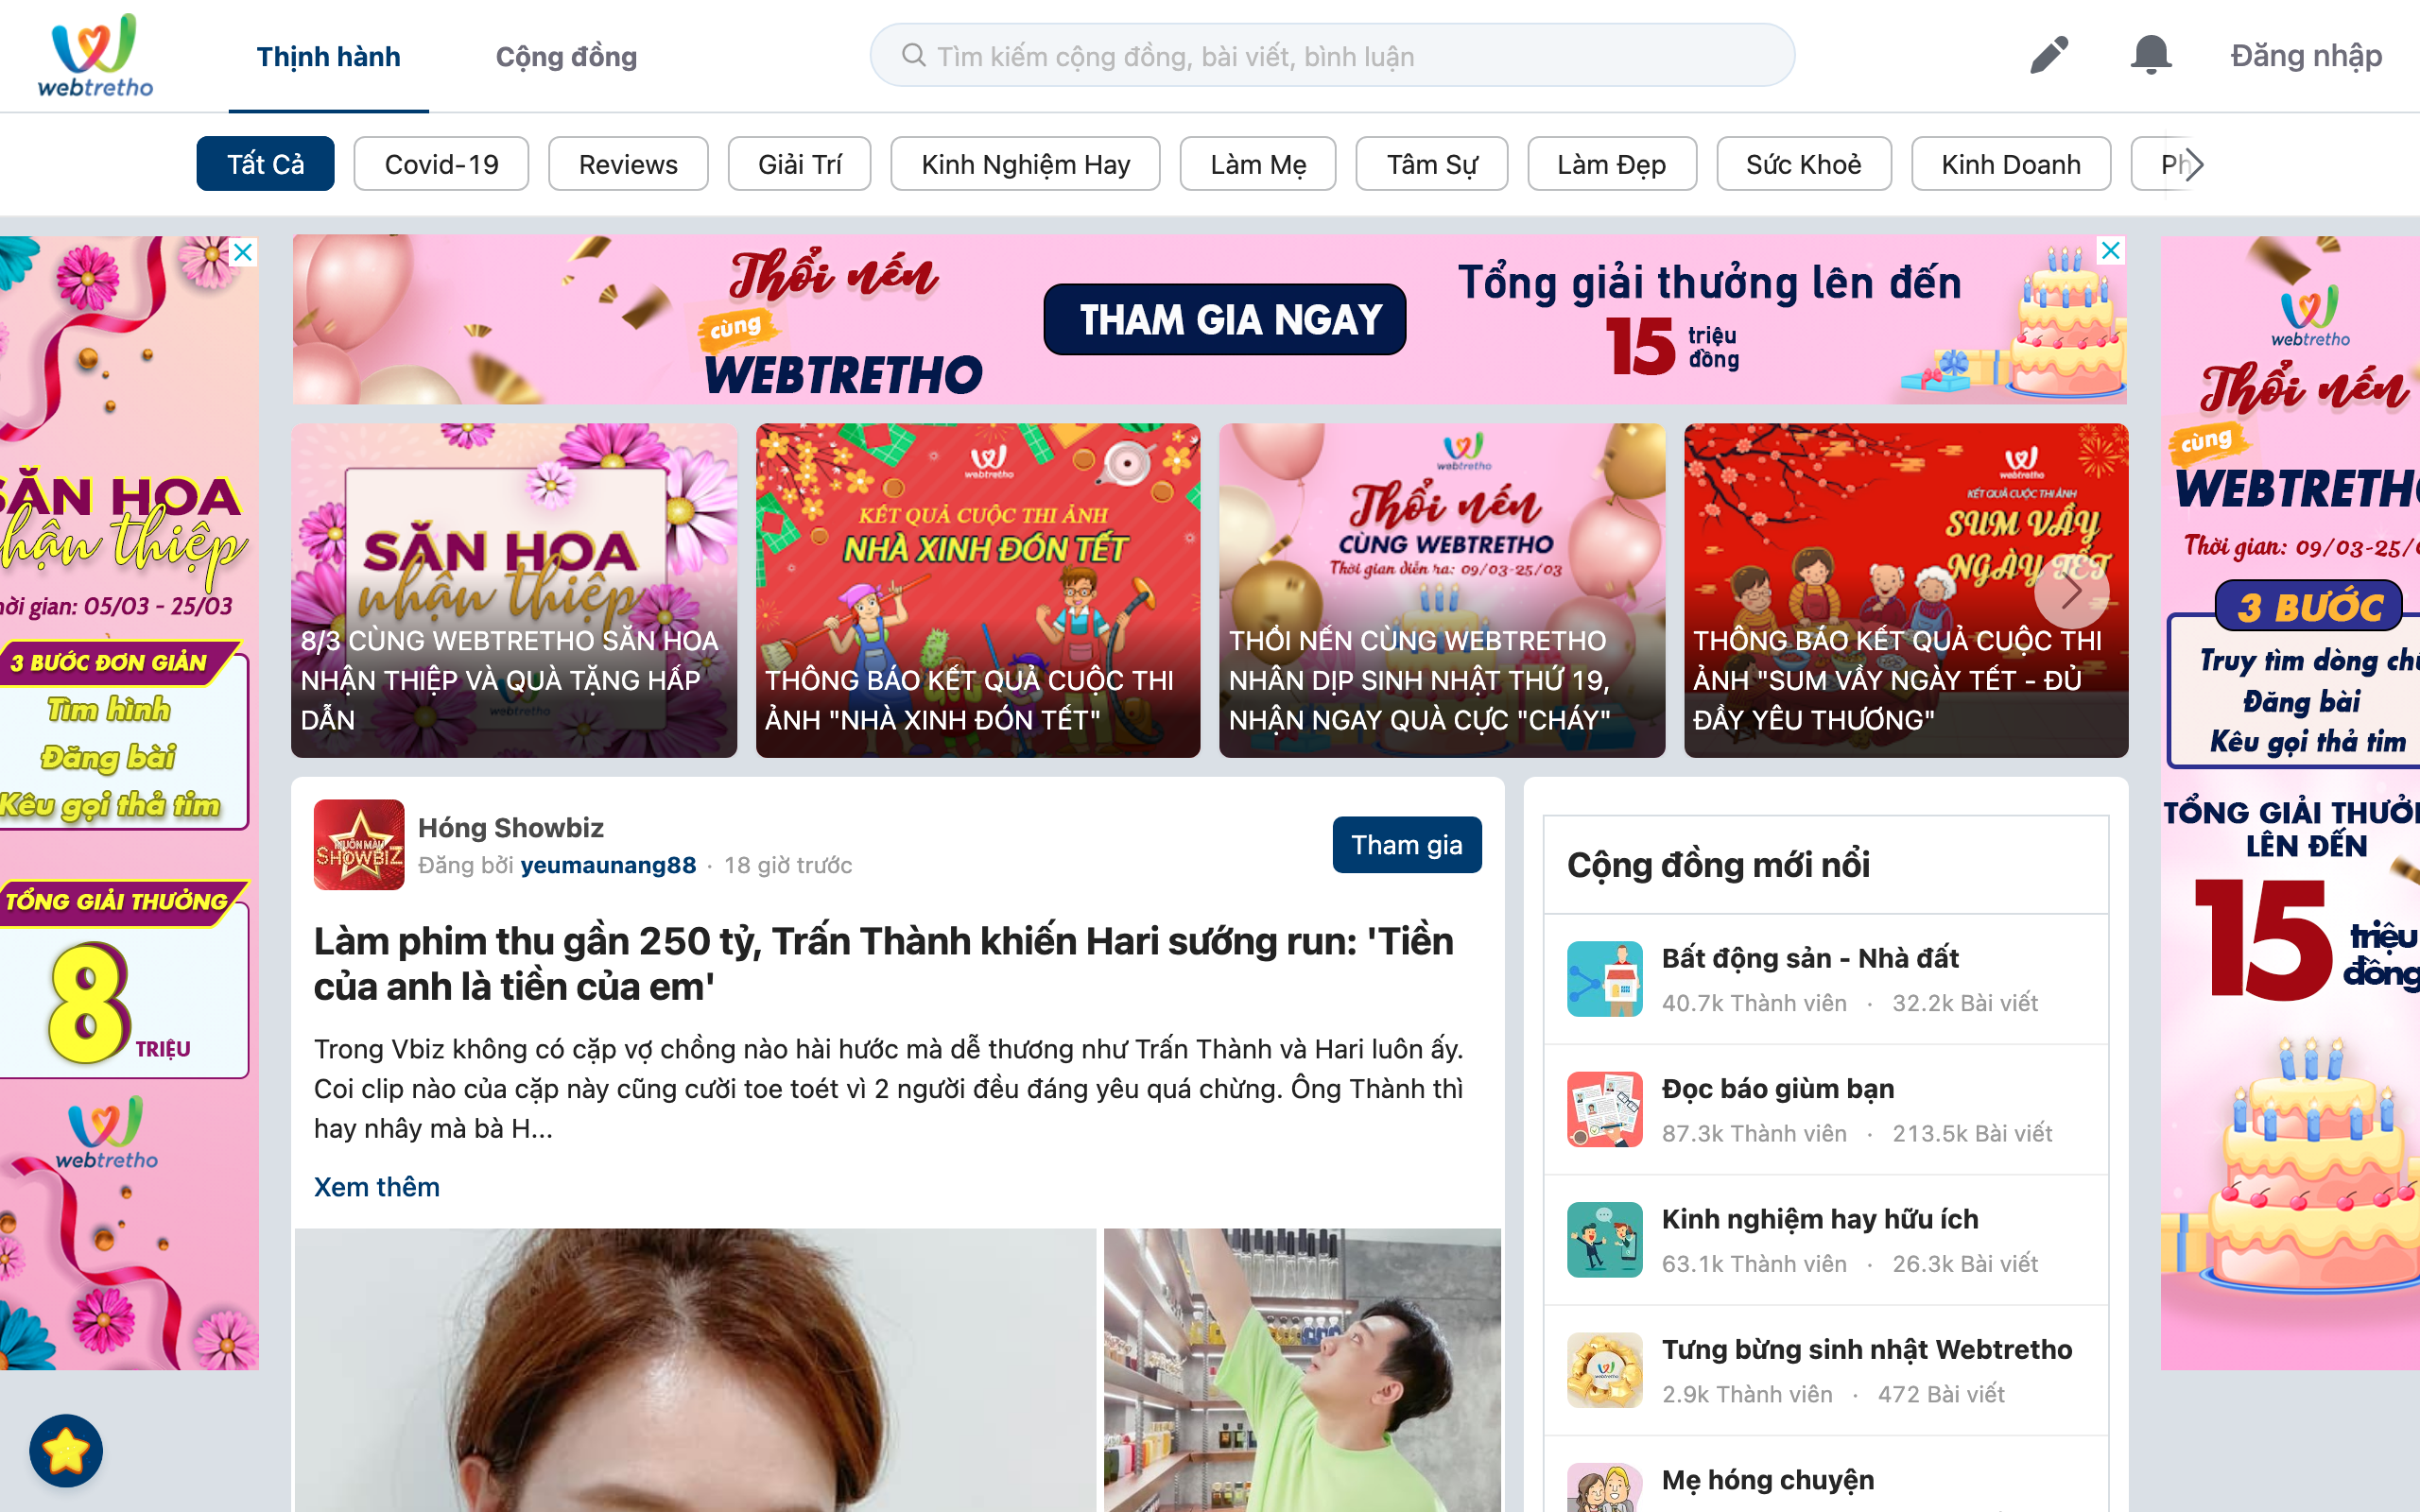 webtretho
Thịnh hành
Cộng đồng
Tìm kiếm cộng đồng, bài viết, bình luận
Đăng nhập
Tất Cả
Covid-19
Reviews
Giải Trí
Kinh Nghiệm Hay
Làm Mẹ
Tâm Sự
Làm Đẹp
Sức Khoẻ
Kinh Doanh
Ph
SĂN HOA
nhận thiệp
hời gian: 05/03 - 25/03
3 BƯỚC ĐƠN GIẢN
Tìm hình
Đăng bài
Kêu gọi thả tim
TỔNG GIẢI THƯỞNG
8
TRIỆU
webtretho
Thổi nến
cùng
WEBTRETHO
THAM GIA NGAY
Tổng giải thưởng lên đến
15 triệu
đồng
SĂN HOA
nhận thiệp
webtretho
8/3 CÙNG WEBTRETHO SĂN HOA
NHẬN THIỆP VÀ QUÀ TẶNG HẤP
DẪN
webtretho
KẾT QUẢ CUỘC THI ẢNH
NHÀ XINH ĐÓN TẾT
THÔNG BÁO KẾT QUẢ CUỘC THI
ẢNH "NHÀ XINH ĐÓN TẾT"
webtretho
Thổi nến
CÙNG WEBTRETHO
Thời gian diễn ra: 09/03-25/03
THỔI NẾN CÙNG WEBTRETHO
NHÂN DỊP SINH NHẬT THỨ 19,
NHẬN NGAY QUÀ CỰC "CHÁY"
webtretho
KẾT QUẢ CUỘC THI ẢNH
SUM VẦY
NGÀY TẾT
THÔNG BÁO KẾT QUẢ CUỘC THI
ẢNH "SUM VẦY NGÀY TẾT - ĐỦ
ĐẦY YÊU THƯƠNG"
webtretho
Thổi nến
cùng
WEBTRETHO
Thời gian: 09/03-25/0
3 BƯỚC
Truy tìm dòng chữ
Đăng bài
Kêu gọi thả tim
TỔNG GIẢI THƯỞN
LÊN ĐẾN
15 triệu
đồng
MUÔN MÀU
SHOWBIZ
Hóng Showbiz
Đăng bởi yeumaunang88 · 18 giờ trước
Tham gia
Làm phim thu gần 250 tỷ, Trấn Thành khiến Hari sướng run: 'Tiền
của anh là tiền của em'
Trong Vbiz không có cặp vợ chồng nào hài hước mà dễ thương như Trấn Thành và Hari luôn ấy.
Coi clip nào của cặp này cũng cười toe toét vì 2 người đều đáng yêu quá chừng. Ông Thành thì
hay nhây mà bà H...
Xem thêm
Cộng đồng mới nổi
Bất động sản - Nhà đất
40.7k Thành viên · 32.2k Bài viết
Đọc báo giùm bạn
87.3k Thành viên · 213.5k Bài viết
Kinh nghiệm hay hữu ích
63.1k Thành viên · 26.3k Bài viết
Tưng bừng sinh nhật Webtretho
2.9k Thành viên · 472 Bài viết
Mẹ hóng chuyện